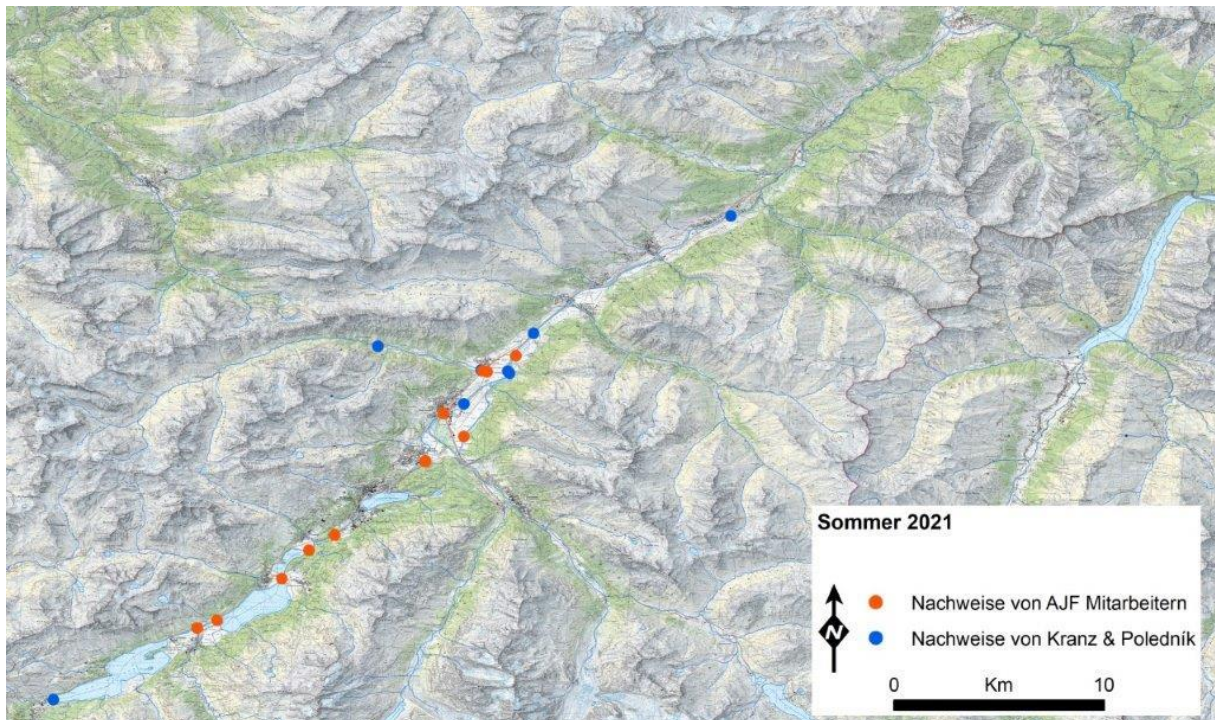 Sommer 2021
N
Nachweise von AJF Mitarbeitern
Nachweise von Kranz & Poledník
0 Km 10